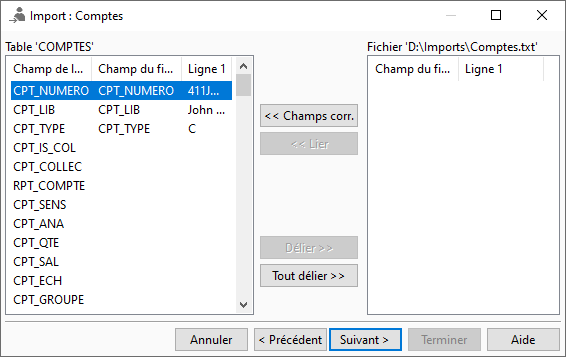 Import : Comptes
Table 'COMPTES'
Fichier 'D:\Imports\Comptes.txt'
Champ de l... Champ du fi... Ligne 1
CPT_NUMERO CPT_NUMERO 411J...
CPT_LIB CPT_LIB John ...
CPT_TYPE CPT_TYPE C
CPT_IS_COL
CPT_COLLEC
RPT_COMPTE
CPT_SENS
CPT_ANA
CPT_QTE
CPT_SAL
CPT_ECH
CPT_GROUPE
<< Champs corr.
<< Lier
Délier >>
Tout délier >>
Champ du fi... Ligne 1
Annuler < Précédent Suivant > Terminer Aide